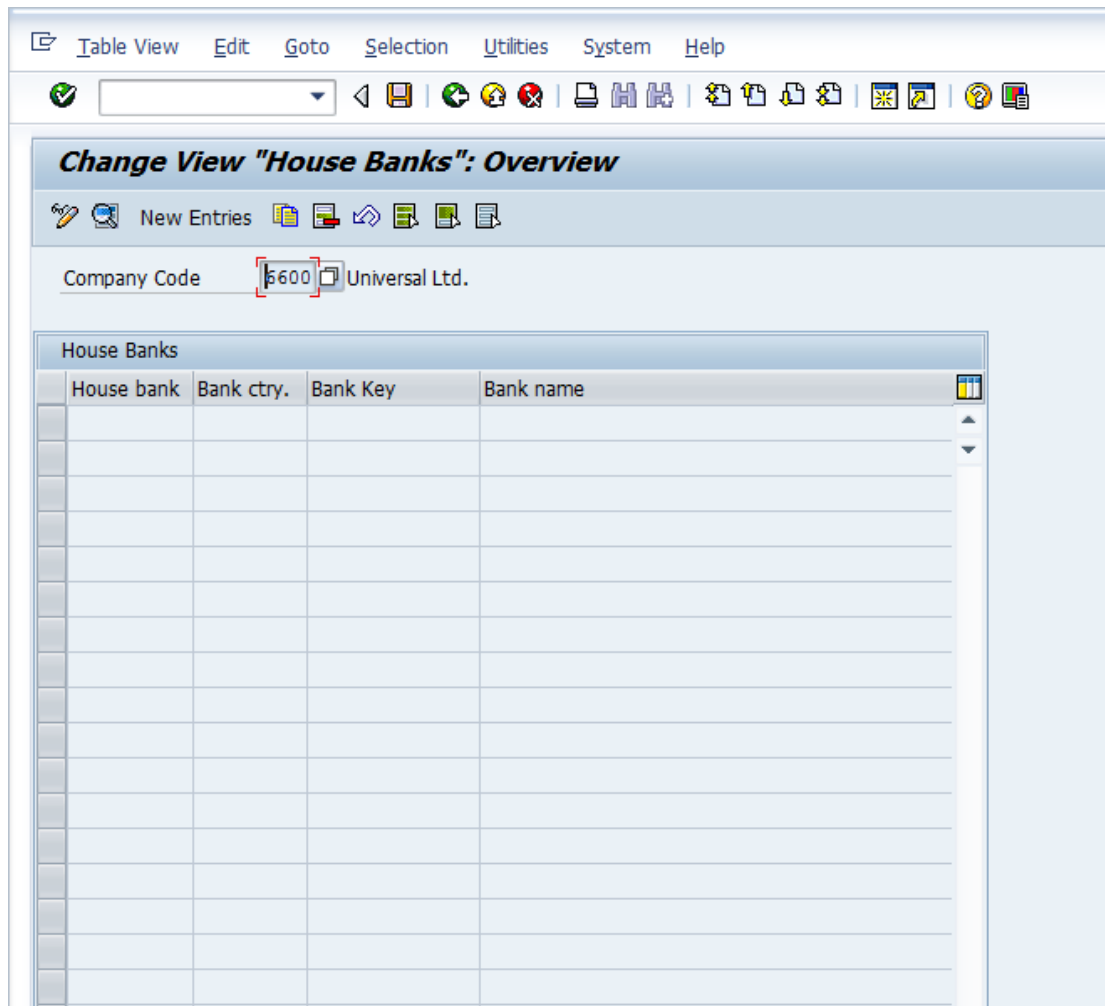 Table View Edit Goto Selection Utilities System Help
Change View "House Banks": Overview
New Entries
Company Code 6600 Universal Ltd.
House Banks
House bank Bank ctry. Bank Key Bank name